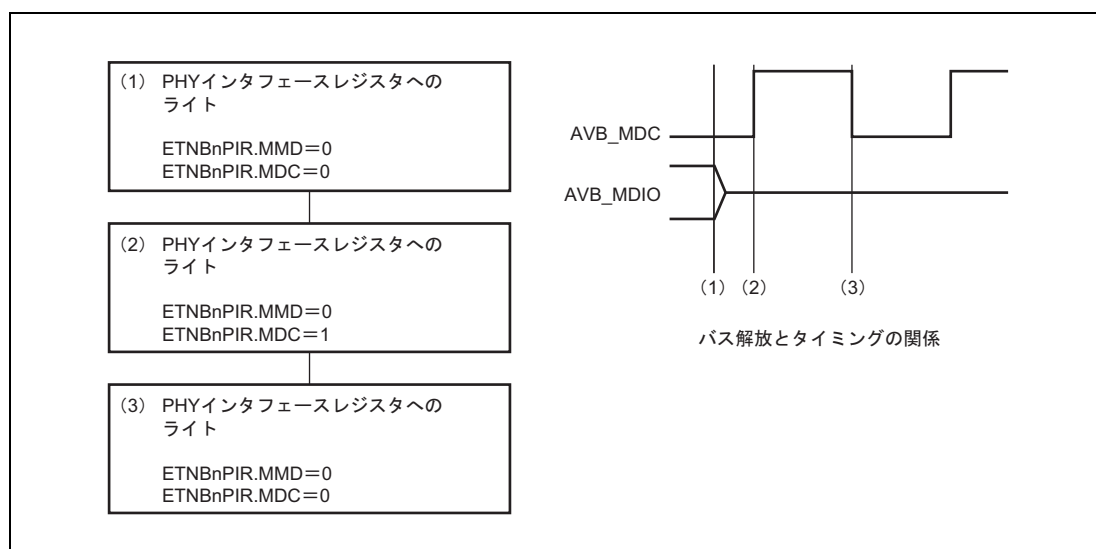 (1) PHYインタフェースレジスタへの
ライト
ETNBnPIR.MMD=0
ETNBnPIR.MDC=0
(2) PHYインタフェースレジスタへの
ライト
ETNBnPIR.MMD=0
ETNBnPIR.MDC=1
(3) PHYインタフェースレジスタへの
ライト
ETNBnPIR.MMD=0
ETNBnPIR.MDC=0
AVB_MDC
AVB_MDIO
(1) (2) (3)
バス解放とタイミングの関係